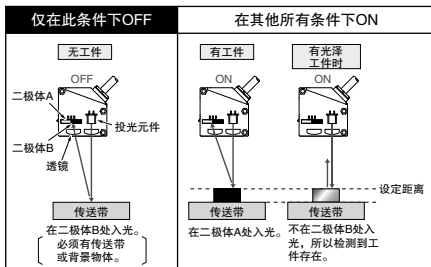 仅在此条件下OFF
在其他所有条件下ON
无工件
有工件
有光泽
工件时
OFF
ON
ON
二极体A
二极体B
透镜
投光元件
设定距离
传送带
传送带
传送带
在二极体B处入光。
必须有传送带
或背景物体。
在二极体A处入光。
不在二极体B处入
光，所以检测到工
件存在。